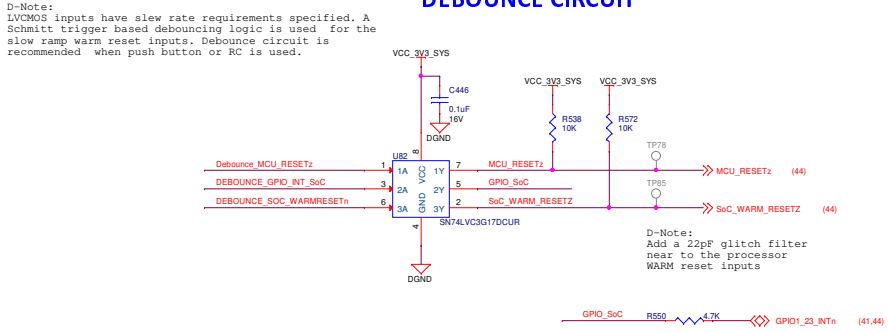 DEBOUNCE CIRCUIT
D-Note:
LVCMOS inputs have slew rate requirements specified. A
Schmitt trigger based debouncing logic is used  for the
slow ramp warm reset inputs. Debounce circuit is
recommended  when push button or RC is used.
VCC_3V3_SYS
VCC_3V3_SYS
VCC_3V3_SYS
C446
0.1uF
16V
DGND
R538
10K
R572
10K
TP78
U82
8
Debounce_MCU_RESETz
1
1A
VCC
1Y
7
MCU_RESETz
MCU_RESETz
(44)
DEBOUNCE_GPIO_INT_SoC
3
2A
2Y
5
GPIO_SoC
TP85
DEBOUNCE_SOC_WARMRESETn
6
3A
GND
3Y
2
SoC_WARM_RESETZ
SoC_WARM_RESETZ
(44)
SN74LVC3G17DCUR
4
DGND
D-Note:
Add a 22pF glitch filter
near to the processor
WARM reset inputs
GPIO_SoC
R550
4.7K
GPIO1_23_INTn
(41,44)